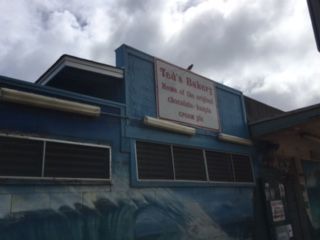 Ted's Bakery
Home of the original
chocolate-haupia
cream pie